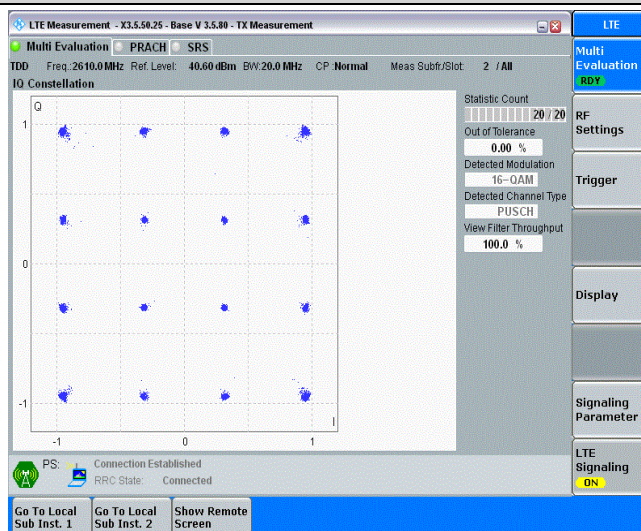 LTE Measurement - X3.5.50.25 - Base V 3.5.80 - TX Measurement
LTE
Multi Evaluation PRACH SRS
TDD Freg.:2610.0 MHz Ref. Level: 40.60 dBm BW:20.0 MHz CP :Normal Meas Subfr./Slot: 2 / All
IQ Constellation
Q
1
0
-1
-1 0 1
I
Statistic Count
20 / 20
Out of Tolerance
0.00 %
Detected Modulation
16-QAM
Detected Channel Type
PUSCH
View Filter Throughput
100.0 %
Multi
Evaluation
RDY
RF
Settings
Trigger
Display
Signaling
Parameter
LTE
Signaling
ON
PS: Connection Established
RRC State: Connected
Go To Local
Sub Inst. 1
Go To Local
Sub Inst. 2
Show Remote
Screen